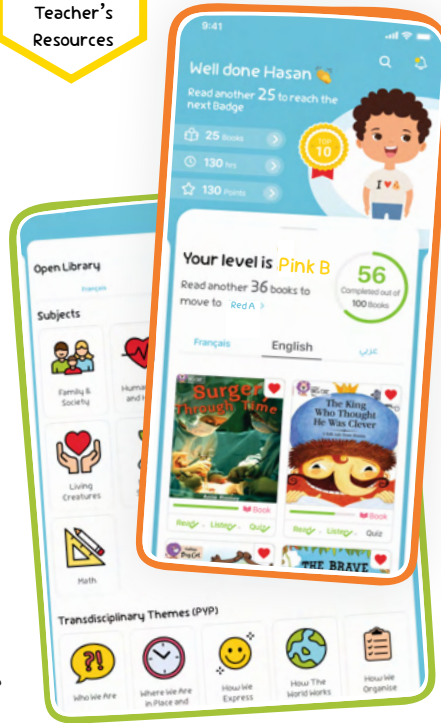 Teacher's
Resources
9:41
Well done Hasan 👏
Read another 25 to reach the
next Badge
25 Books
130 hrs
130 Points
TOP
10
I ♥
Your level is Pink B
Read another 36 books to
move to Red A >
56
Completed out of
100 Books
Français English عربي
Surgery
Through Time
The King
Who Thought
He Was Clever
Book
Book
Ready. Listen. Quiz
Ready. Listen. Quiz
THE BRAVE
Open Library
Français
Subjects
Family &
Society
Living
Creatures
Math
Transdisciplinary Themes (PYP)
Who We Are
Where We Are
in Place and
How We
Express
How The
World Works
How We
Organise